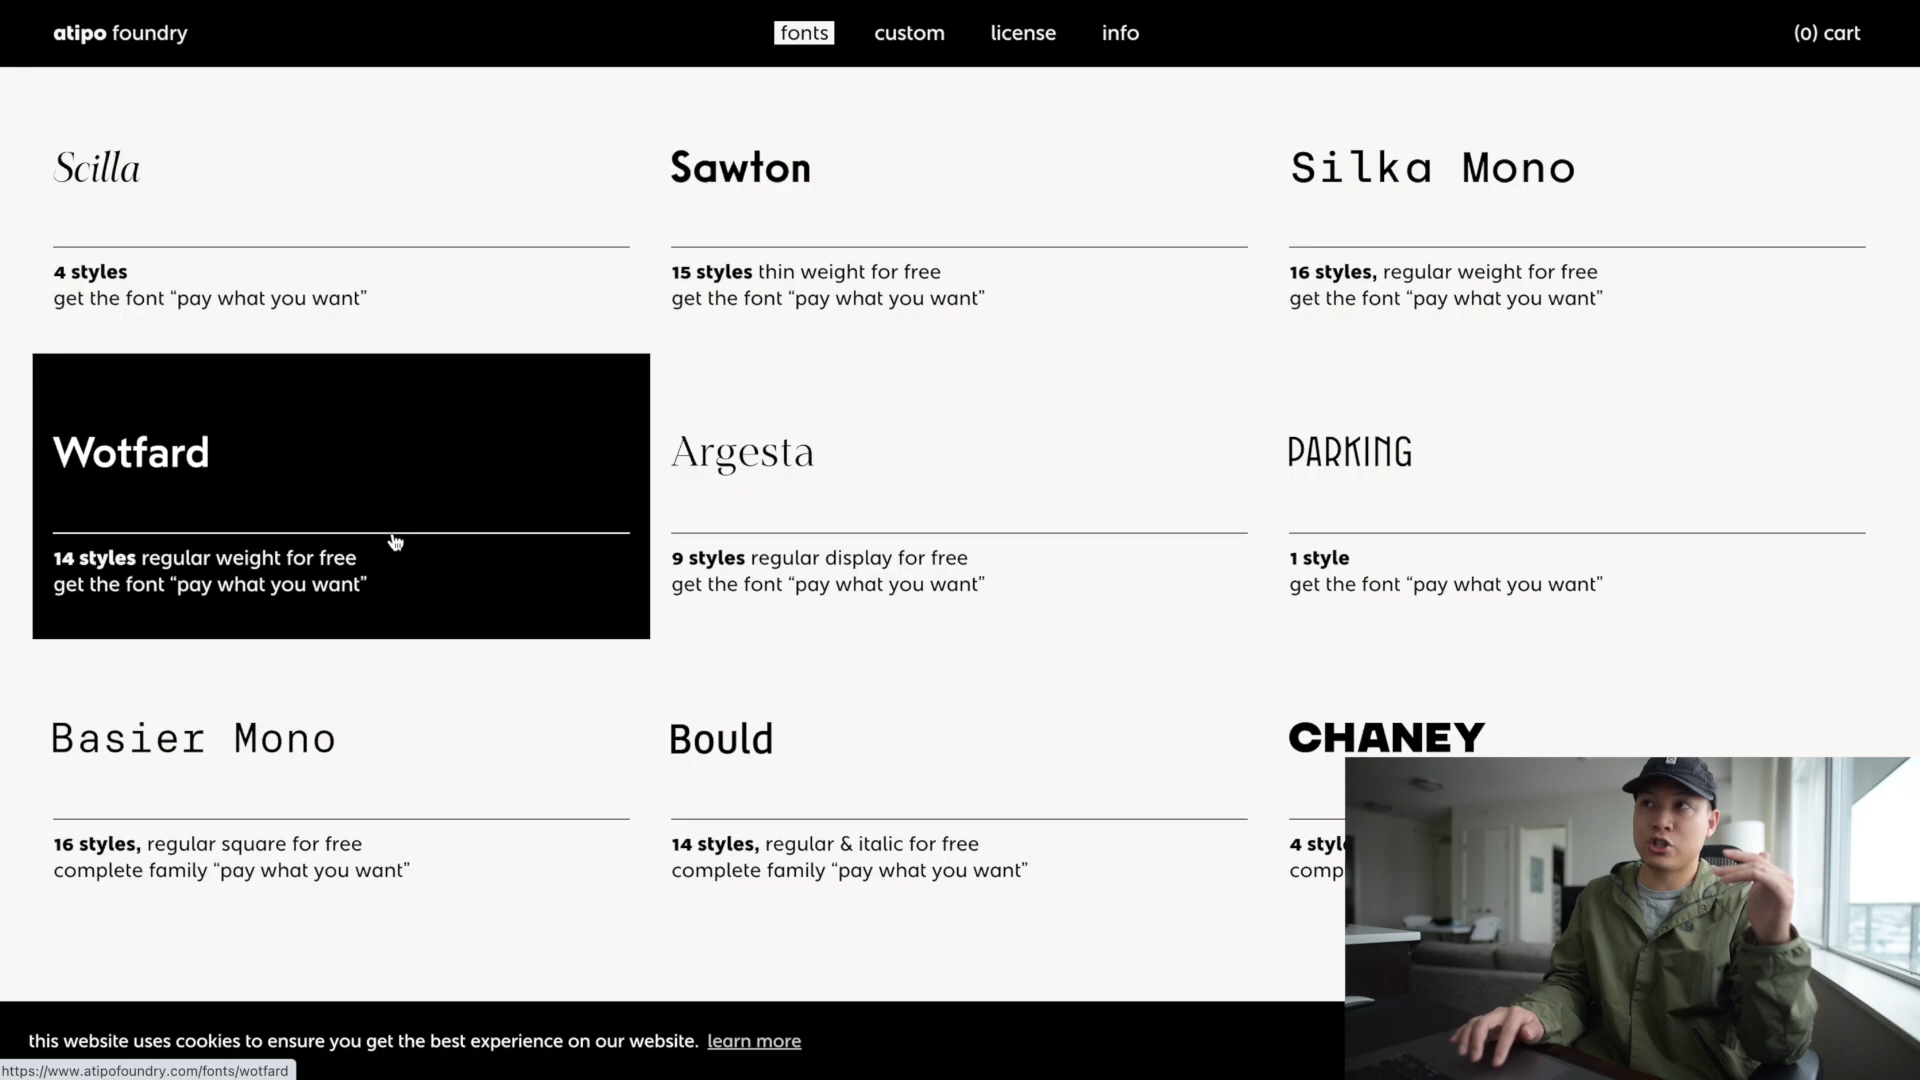 atipo foundry
fonts
custom
license
info
(0) cart
Scilla
4 styles
get the font “pay what you want”
Sawton
15 styles thin weight for free
get the font “pay what you want”
Silka Mono
16 styles, regular weight for free
get the font “pay what you want”
Wotfard
14 styles regular weight for free
get the font “pay what you want”
Argesta
9 styles regular display for free
get the font “pay what you want”
PARKING
1 style
get the font “pay what you want”
Basier Mono
16 styles, regular square for free
complete family “pay what you want”
Bould
14 styles, regular & italic for free
complete family “pay what you want”
CHANEY
4
this website uses cookies to ensure you get the best experience on our website. learn more
https://www.atipofoundry.com/fonts/wotfard